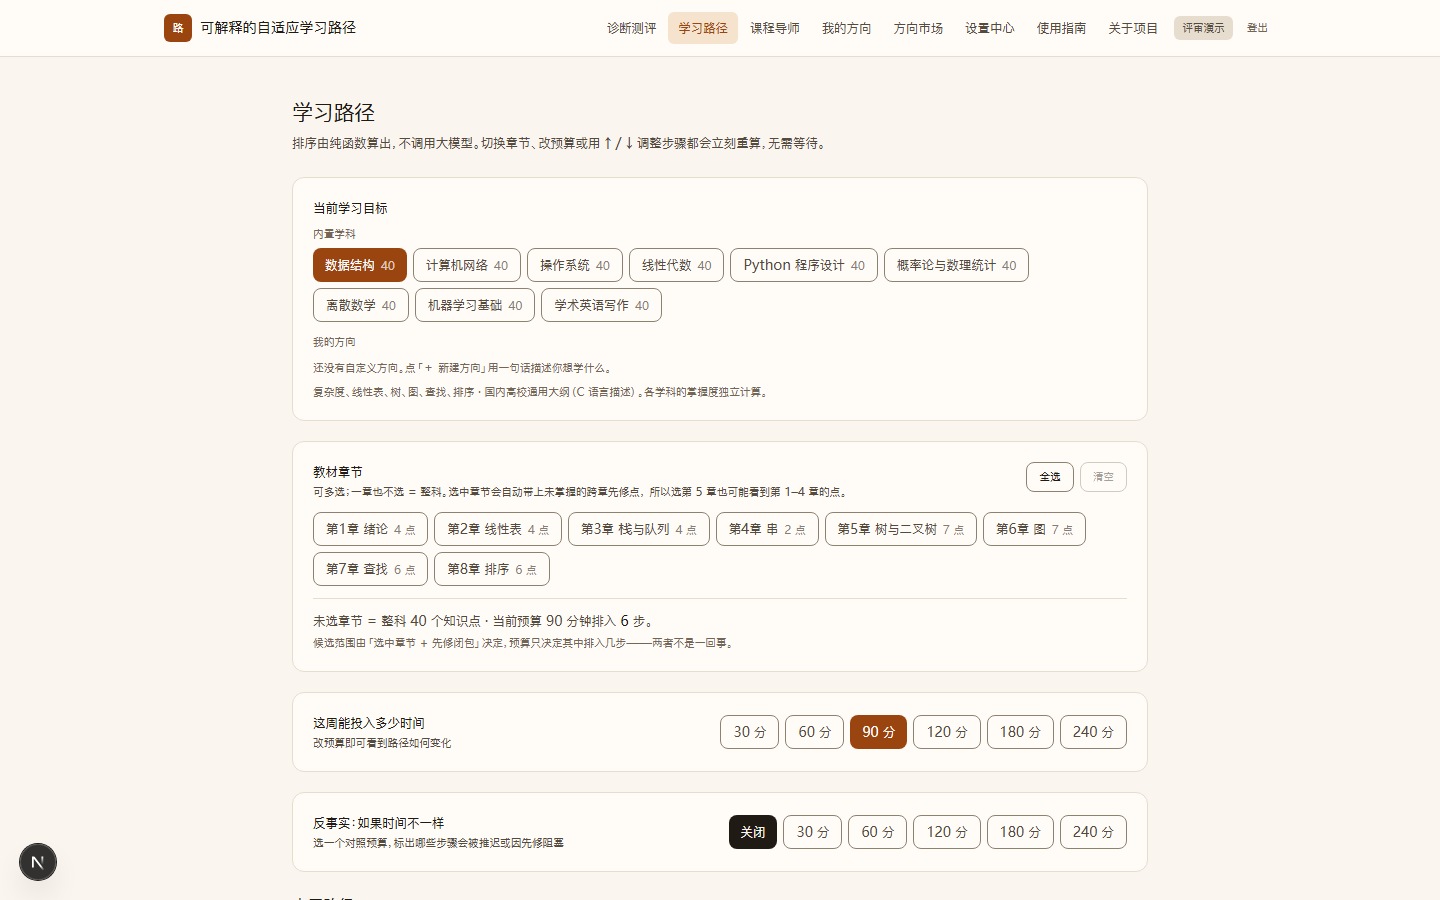 路 可解释的自适应学习路径 诊断测评 学习路径 课程导师 我的方向 方向市场 设置中心 使用指南 关于项目 评审演示 登出
学习路径
排序由纯函数算出，不调用大模型。切换章节、改预算或用 ↑ / ↓ 调整步骤都会立刻重算，无需等待。
当前学习目标
内置学科
数据结构 40 计算机网络 40 操作系统 40 线性代数 40 Python 程序设计 40 概率论与数理统计 40
离散数学 40 机器学习基础 40 学术英语写作 40
我的方向
还没有自定义方向。点「+ 新建方向」用一句话描述你想学什么。
复杂度、线性表、树、图、查找、排序 · 国内高校通用大纲（C 语言描述）。各学科的掌握度独立计算。
教材章节 全选 清空
可多选；一章也不选 = 整科。选中章节会自动带上未掌握的跨章先修点，所以选第 5 章也可能看到第 1–4 章的点。
第1章 绪论 4 点 第2章 线性表 4 点 第3章 栈与队列 4 点 第4章 串 2 点 第5章 树与二叉树 7 点 第6章 图 7 点
第7章 查找 6 点 第8章 排序 6 点
未选章节 = 整科 40 个知识点 · 当前预算 90 分钟排入 6 步。
候选范围由「选中章节 + 先修闭包」决定，预算只决定其中排入几步——两者不是一回事。
这周能投入多少时间 30 分 60 分 90 分 120 分 180 分 240 分
改预算即可看到路径如何变化
反事实：如果时间不一样 关闭 30 分 60 分 120 分 180 分 240 分
选一个对照预算，标出哪些步骤会被推迟或因先修阻塞
N